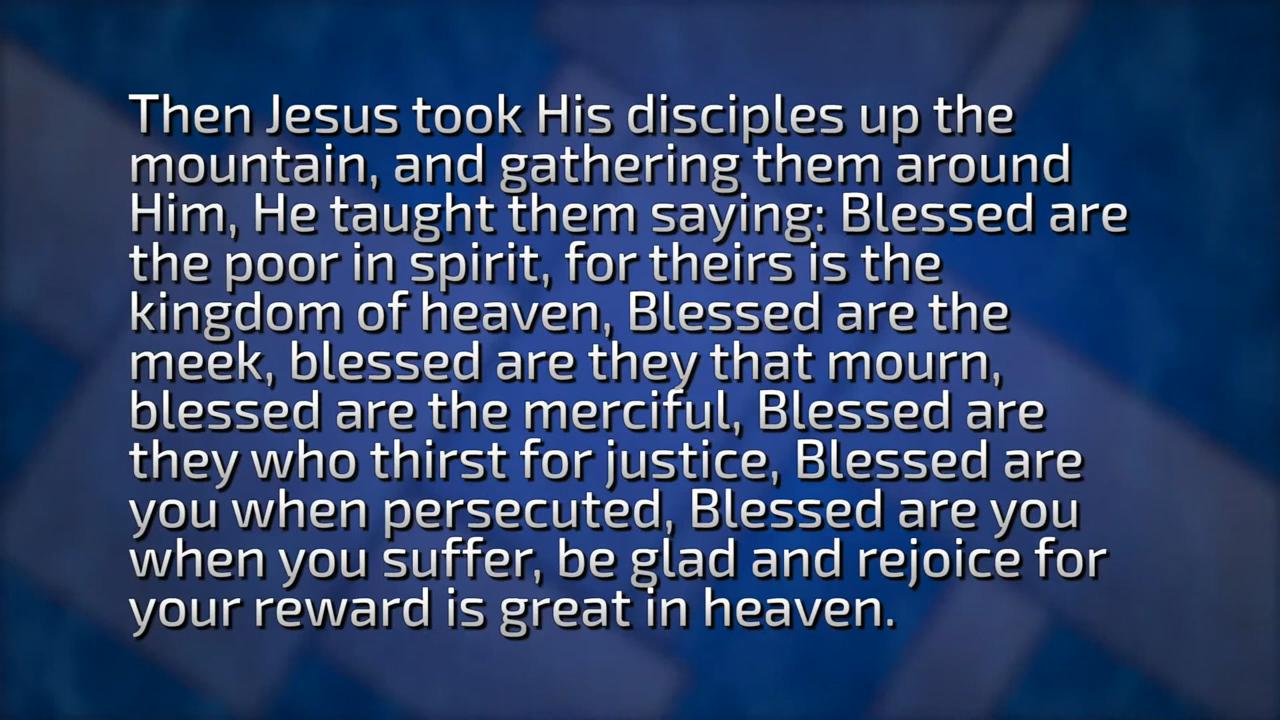 Then Jesus took His disciples up the
mountain, and gathering them around
Him, He taught them saying: Blessed are
the poor in spirit, for theirs is the
kingdom of heaven, Blessed are the
meek, blessed are they that mourn,
blessed are the merciful, Blessed are
they who thirst for justice, Blessed are
you when persecuted, Blessed are you
when you suffer, be glad and rejoice for
your reward is great in heaven.